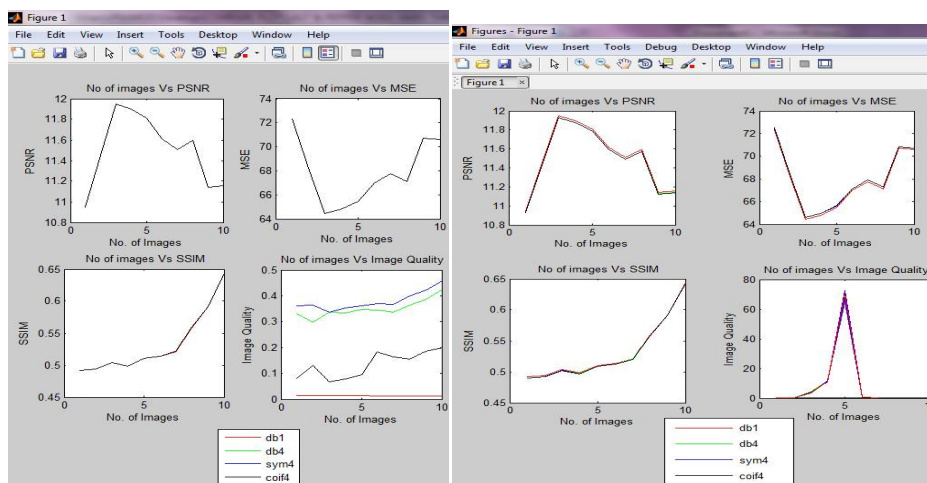 Figure 1
File Edit View Insert Tools Desktop Window Help
No of images Vs PSNR
12
11.8
11.6
11.4
11.2
11
10.8
PSNR
0 5 10
No. of Images
No of images Vs MSE
74
72
70
68
66
64
MSE
0 5 10
No. of Images
No of images Vs SSIM
0.65
0.6
0.55
0.5
0.45
SSIM
0 5 10
No. of Images
No of images Vs Image Quality
0.5
0.4
0.3
0.2
0.1
0
Image Quality
0 5 10
No. of Images
db1
db4
sym4
coif4
Figures - Figure 1
File Edit View Insert Tools Debug Desktop Window Help
Figure 1 ×
No of images Vs PSNR
12
11.8
11.6
11.4
11.2
11
10.8
PSNR
0 5 10
No. of Images
No of images Vs MSE
74
72
70
68
66
64
MSE
0 5 10
No. of Images
No of images Vs SSIM
0.65
0.6
0.55
0.5
0.45
SSIM
0 5 10
No. of Images
No of images Vs Image Quality
80
60
40
20
0
Image Quality
0 5 10
No. of Images
db1
db4
sym4
coif4